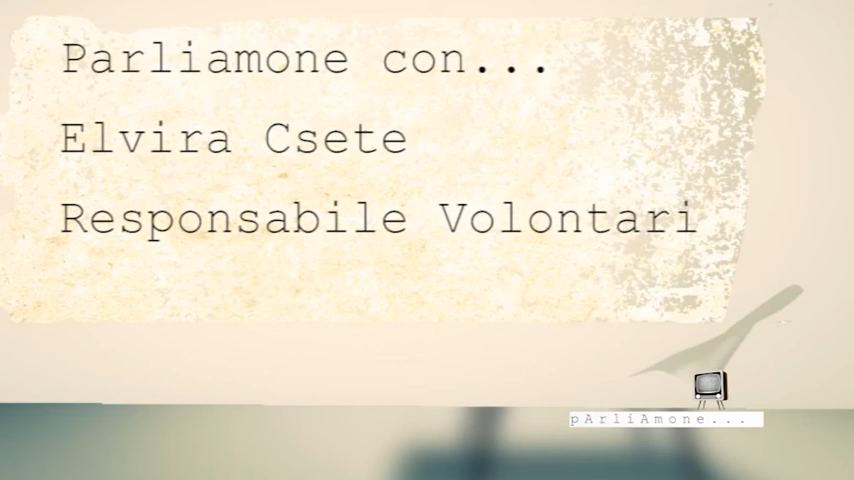 Parliamone con...
Elvira Csete
Responsabile Volontari
pArliAmone...